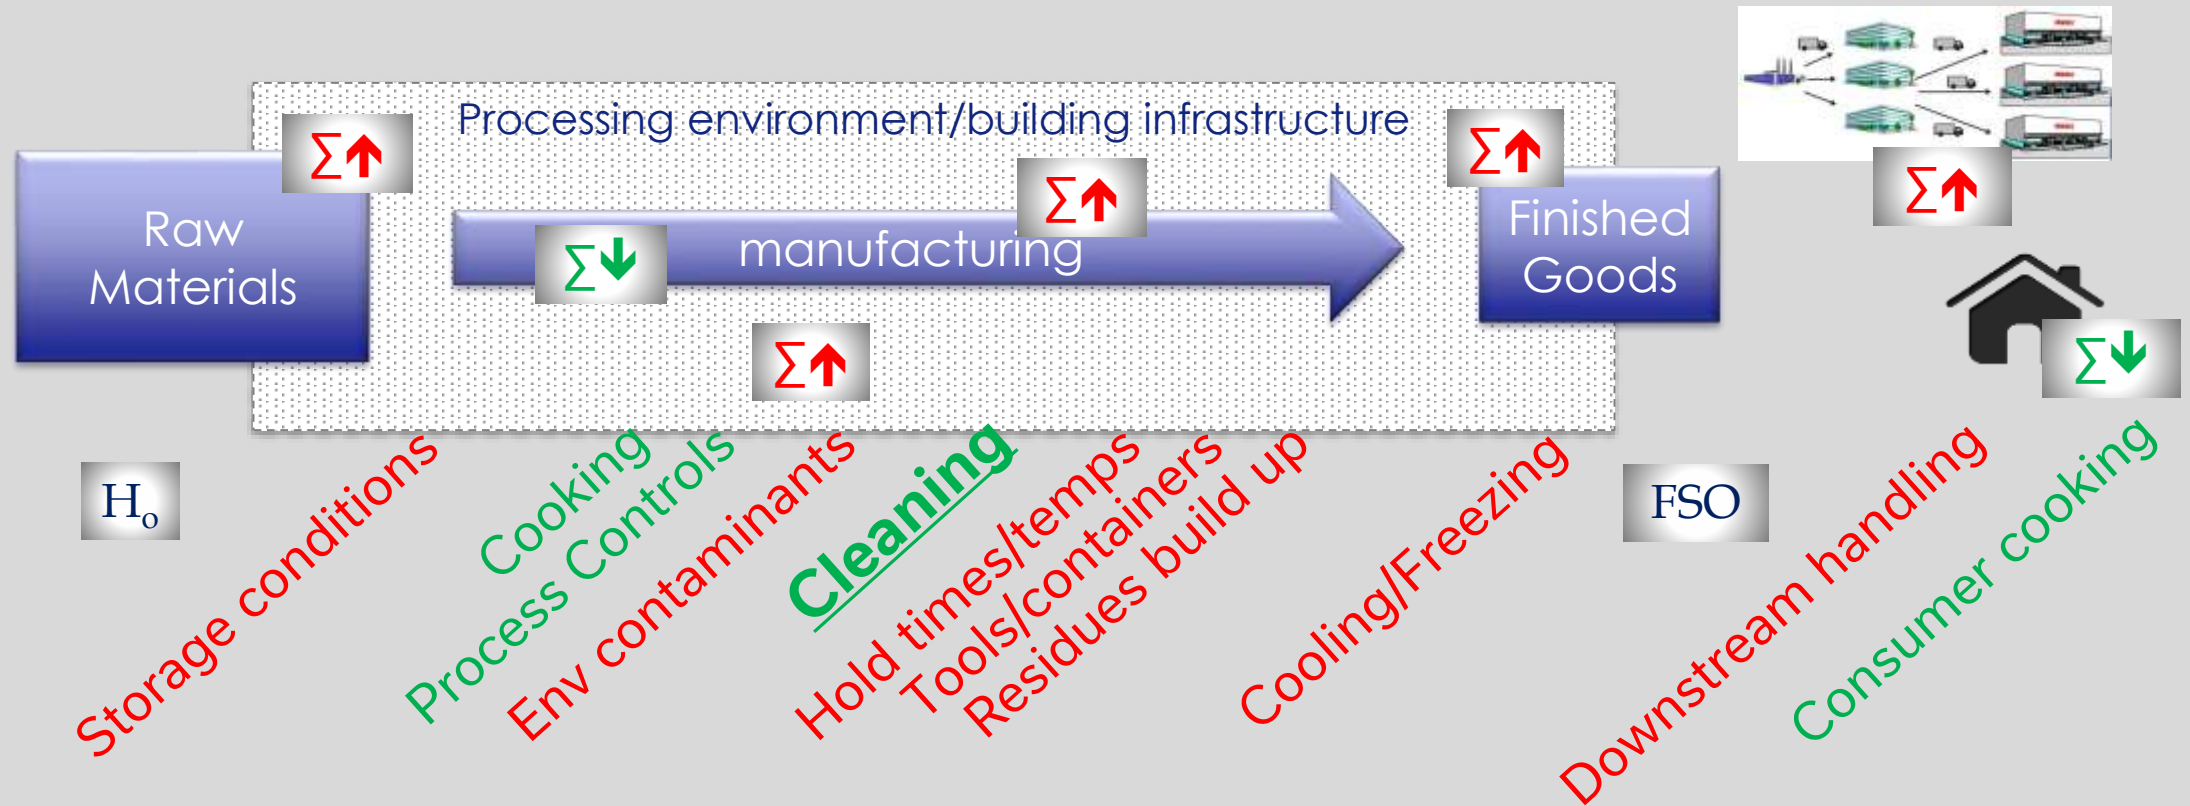 Processing environment/building infrastructure
∑🡹
∑🡹
∑🡹
∑🡹
Raw
Materials
manufacturing
∑🡻
Finished
Goods
∑🡹
∑🡻
H₀
FSO
Storage conditions
Cooking
Process Controls
Env contaminants
Cleaning
Hold times/temps
Tools/containers
Residues build up
Cooling/Freezing
Downstream handling
Consumer cooking